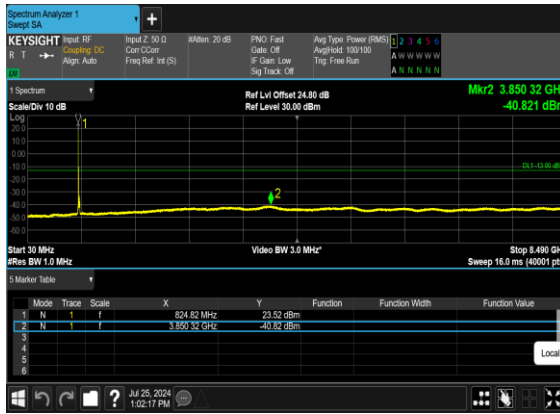 Spectrum Analyzer 1
Swept SA
+
KEYSIGHT Input: RF Input Z: 50 Ω #Atten: 20 dB PNO: Fast Avg Type: Power (RMS) 1 2 3 4 5 6
R T Coupling: DC Corr CCorr Gate: Off Avg|Hold: 100/100 A W W W W W
Align: Auto Freq Ref: Int (S) IF Gain: Low Trig: Free Run
LXI Sig Track: Off A N N N N N
1 Spectrum
Scale/Div 10 dB
Ref Lvl Offset 24.80 dB
Ref Level 30.00 dBm
Mkr2 3.850 32 GH
-40.821 dB
Log
20.0
10.0
0.00
-10.0
-20.0
-30.0
-40.0
-50.0
-60.0
1
2
DL1 -13.00 dB
Start 30 MHz Video BW 3.0 MHz* Stop 8.490 GH
#Res BW 1.0 MHz Sweep 16.0 ms (40001 pt
5 Marker Table
Mode Trace Scale X Y Function Function Width Function Value
1 N 1 f 824.82 MHz 23.52 dBm
2 N 1 f 3.850 32 GHz -40.82 dBm
3
4
5
6
Local
?
Jul 25, 2024
1:02:17 PM